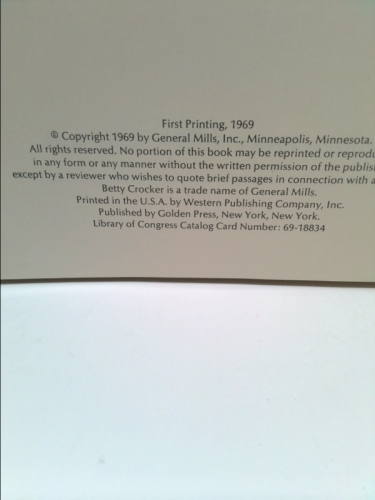 First Printing, 1969
© Copyright 1969 by General Mills, Inc., Minneapolis, Minnesota.
All rights reserved. No portion of this book may be reprinted or
in any form or any manner without the written permission of the
except by a reviewer who wishes to quote brief passages in connection with
Betty Crocker is a trade name of General Mills.
Printed in the U.S.A. by Western Publishing Company, Inc.
Published by Golden Press, New York, New York.
Library of Congress Catalog Card Number: 69-18834